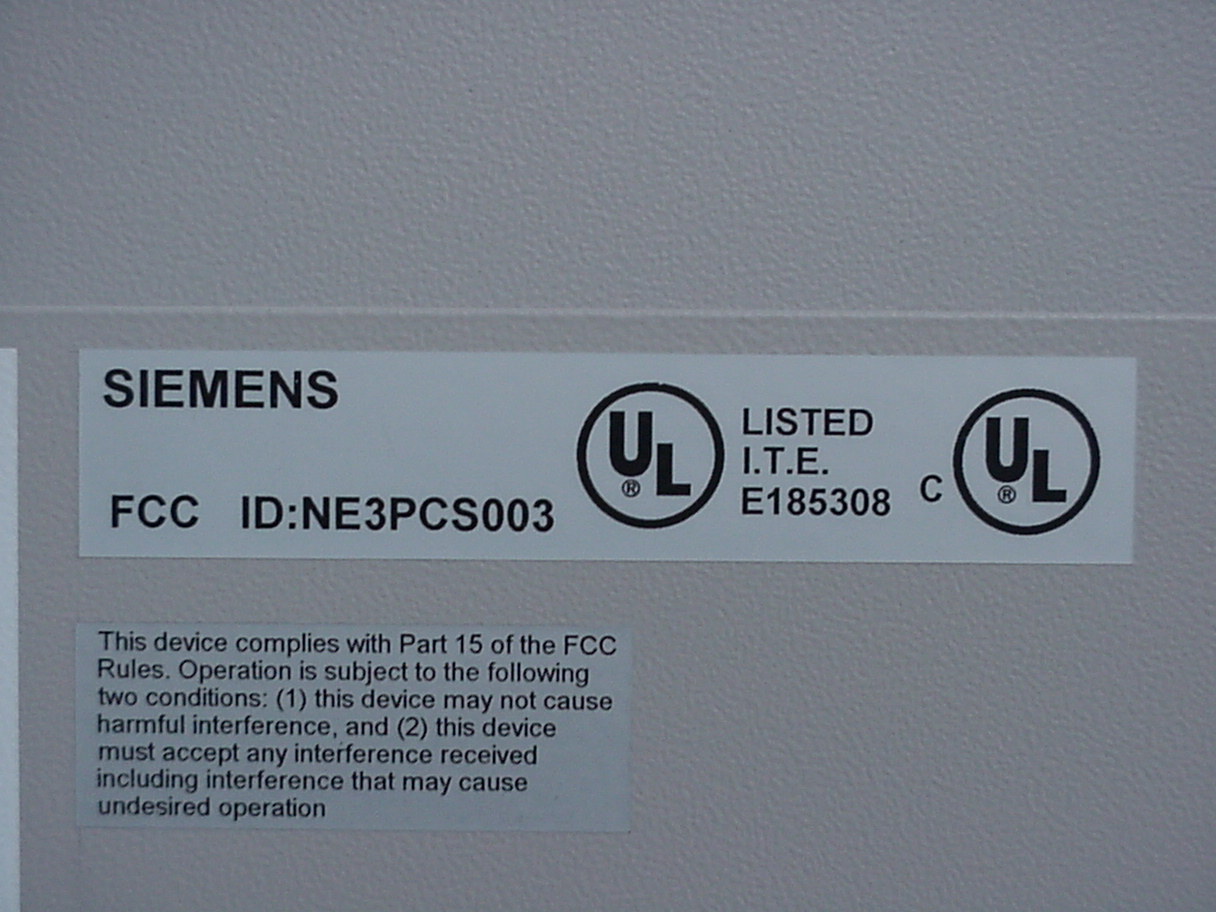 SIEMENS
FCC ID:NE3PCS003
UL ®
LISTED
I.T.E.
E185308
C UL ®
This device complies with Part 15 of the FCC
Rules. Operation is subject to the following
two conditions: (1) this device may not cause
harmful interference, and (2) this device
must accept any interference received
including interference that may cause
undesired operation